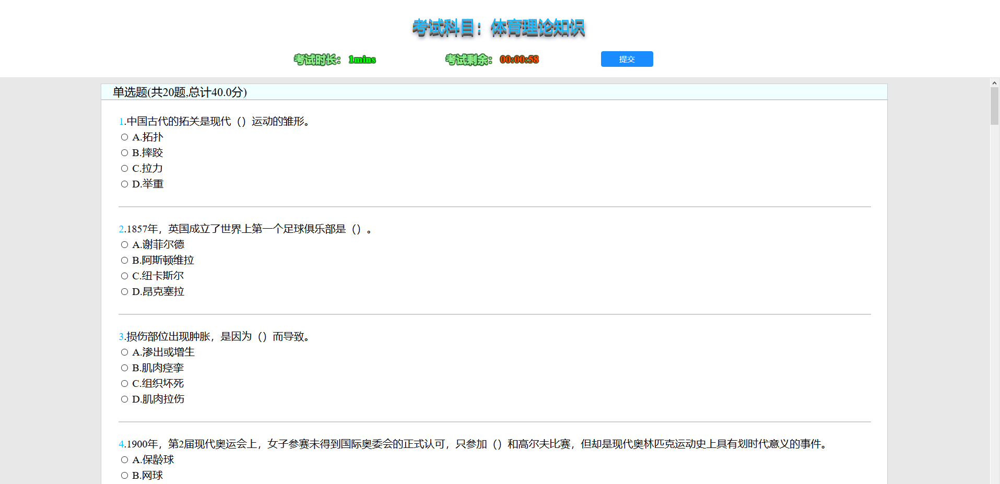 考试科目：体育理论知识
考试时长： 1mins 考试剩余： 00:00:58 提交
单选题(共20题,总计40.0分)
1.中国古代的拓关是现代（）运动的雏形。
A.拓扑
B.摔跤
C.拉力
D.举重
2.1857年，英国成立了世界上第一个足球俱乐部是（）。
A.谢菲尔德
B.阿斯顿维拉
C.纽卡斯尔
D.昂克塞拉
3.损伤部位出现肿胀，是因为（）而导致。
A.渗出或增生
B.肌肉痉挛
C.组织坏死
D.肌肉拉伤
4.1900年，第2届现代奥运会上，女子参赛未得到国际奥委会的正式认可，只参加（）和高尔夫比赛，但却是现代奥林匹克运动史上具有划时代意义的事件。
A.保龄球
B.网球